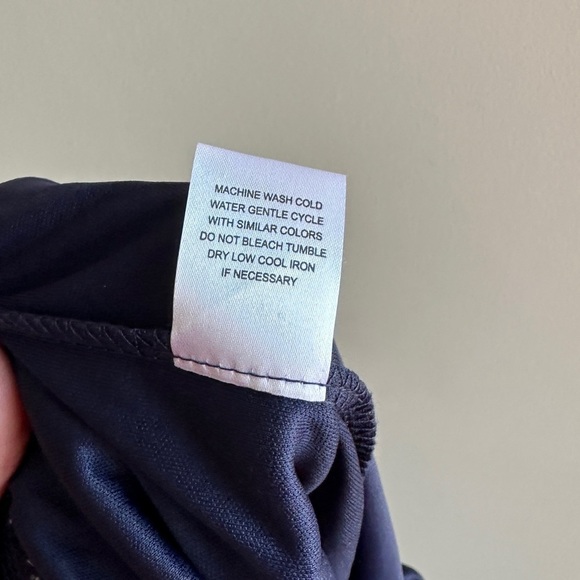 MACHINE WASH COLD
WATER GENTLE CYCLE
WITH SIMILAR COLORS
DO NOT BLEACH TUMBLE
DRY LOW COOL IRON
IF NECESSARY